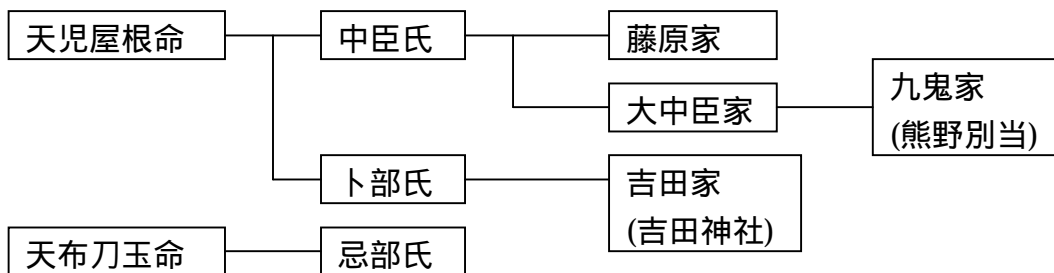 天児屋根命
中臣氏
藤原家
大中臣家
九鬼家
(熊野別当)
卜部氏
吉田家
(吉田神社)
天布刀玉命
忌部氏